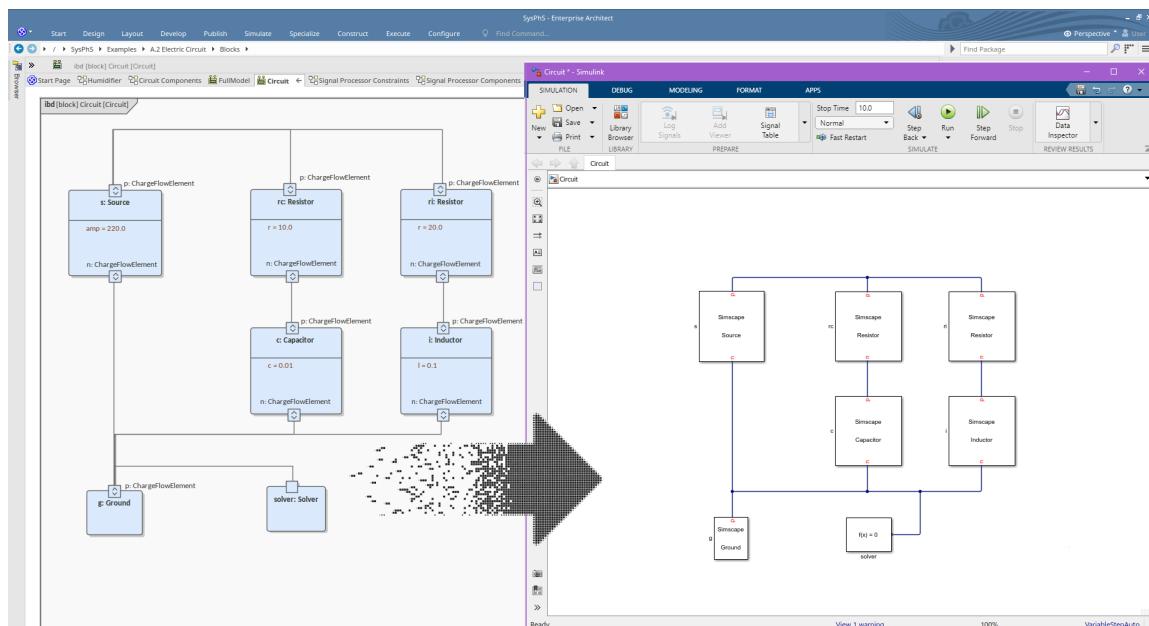 SysPhS - Enterprise Architect
Start Design Layout Develop Publish Simulate Specialize Construct Execute Configure Find Command...
Perspective User
/ SysPhS Examples A.2 Electric Circuit Blocks
Find Package
Browser
ibd [block] Circuit [Circuit]
Start Page Humidifier Circuit Components FullModel Circuit Signal Processor Constraints Signal Processor Components
ibd [block] Circuit [Circuit]
p: ChargeFlowElement
s: Source
amp = 220.0
n: ChargeFlowElement
p: ChargeFlowElement
rc: Resistor
r = 10.0
n: ChargeFlowElement
p: ChargeFlowElement
ri: Resistor
r = 20.0
n: ChargeFlowElement
p: ChargeFlowElement
c: Capacitor
c = 0.01
n: ChargeFlowElement
p: ChargeFlowElement
i: Inductor
l = 0.1
n: ChargeFlowElement
p: ChargeFlowElement
g: Ground
solver: Solver
Circuit * - Simulink
SIMULATION DEBUG MODELING FORMAT APPS
New
Open
Save
Print
FILE
Library
Browser
LIBRARY
Log
Signals
Add
Viewer
Signal
Table
PREPARE
Stop Time 10.0
Normal
Fast Restart
Step
Back
Run
Step
Forward
Stop
SIMULATE
Data
Inspector
REVIEW RESULTS
Circuit
Circuit
p
s
Simscape
Source
n
p
rc
Simscape
Resistor
n
p
ri
Simscape
Resistor
n
p
c
Simscape
Capacitor
n
p
i
Simscape
Inductor
n
p
g
Simscape
Ground
f(x) = 0
solver
Ready View 1 warning 100% VariableStepAuto